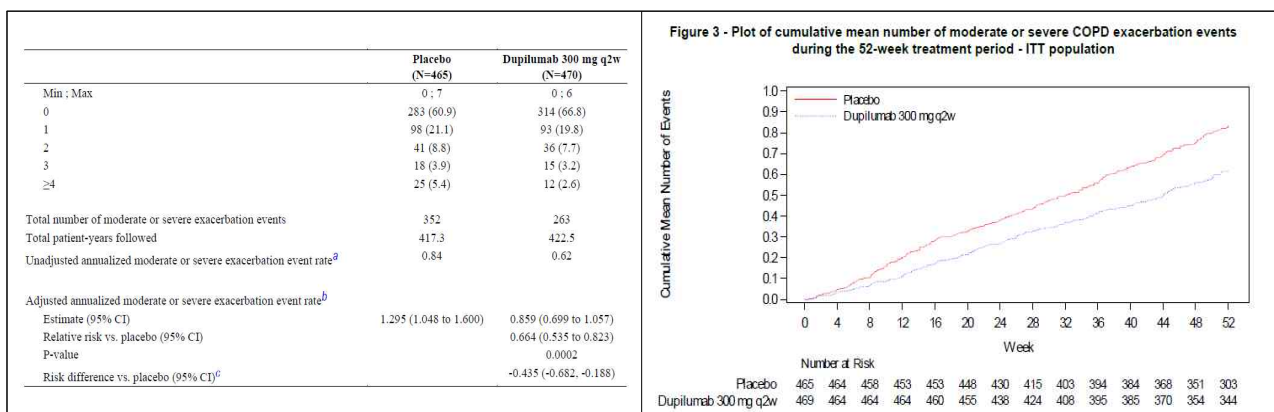 Placebo Dupilumab 300 mg q2w
(N=465) (N=470)
Min ; Max 0 ; 7 0 ; 6
0 283 (60.9) 314 (66.8)
1 98 (21.1) 93 (19.8)
2 41 (8.8) 36 (7.7)
3 18 (3.9) 15 (3.2)
≥4 25 (5.4) 12 (2.6)
Total number of moderate or severe exacerbation events 352 263
Total patient-years followed 417.3 422.5
Unadjusted annualized moderate or severe exacerbation event rate a 0.84 0.62
Adjusted annualized moderate or severe exacerbation event rate b
Estimate (95% CI) 1.295 (1.048 to 1.600) 0.859 (0.699 to 1.057)
Relative risk vs. placebo (95% CI) 0.664 (0.535 to 0.823)
P-value 0.0002
Risk difference vs. placebo (95% CI) c -0.435 (-0.682, -0.188)
Figure 3 - Plot of cumulative mean number of moderate or severe COPD exacerbation events
during the 52-week treatment period - ITT population
Cumulative Mean Number of Events
1.0
0.9
0.8
0.7
0.6
0.5
0.4
0.3
0.2
0.1
0.0
Placebo
Dupilumab 300 mg q2w
0 4 8 12 16 20 24 28 32 36 40 44 48 52
Week
Number at Risk
Placebo 465 464 458 453 453 448 430 415 403 394 384 368 351 303
Dupilumab 300 mg q2w 469 464 464 464 460 455 438 424 408 395 385 370 354 344